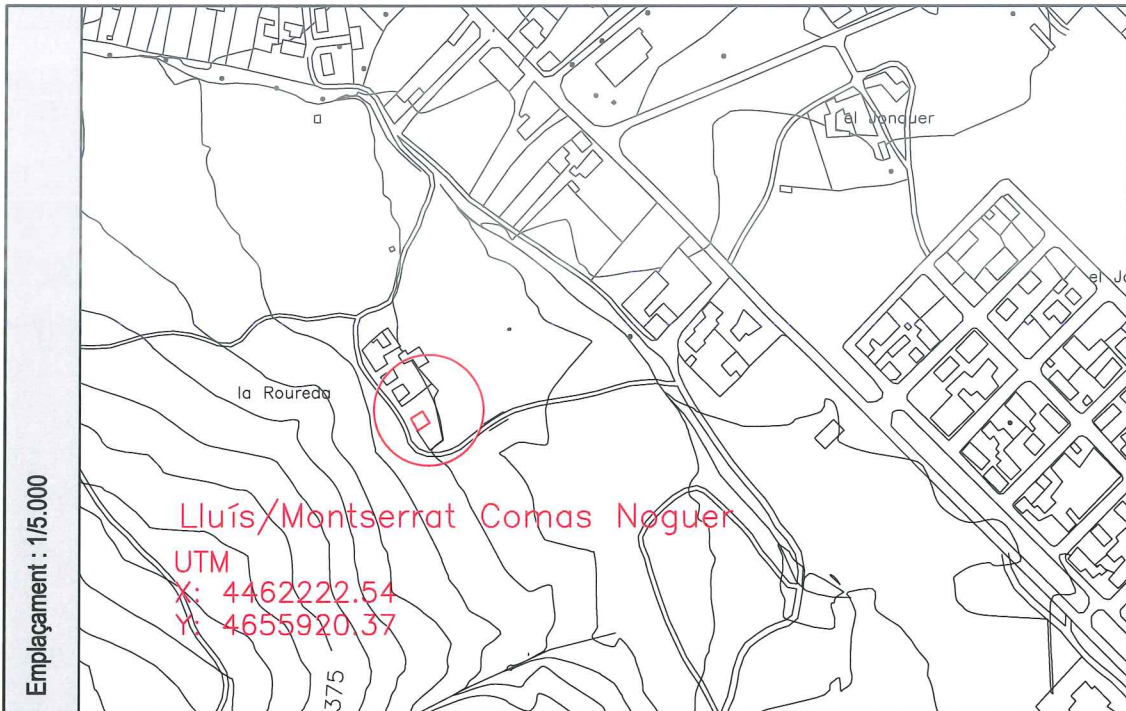 Emplaçament : 1/5.000
el Jonquer
el Jo
la Roureda
Lluís/Montserrat Comas Noguer
UTM
X: 4462222.54
Y: 4655920.37
375